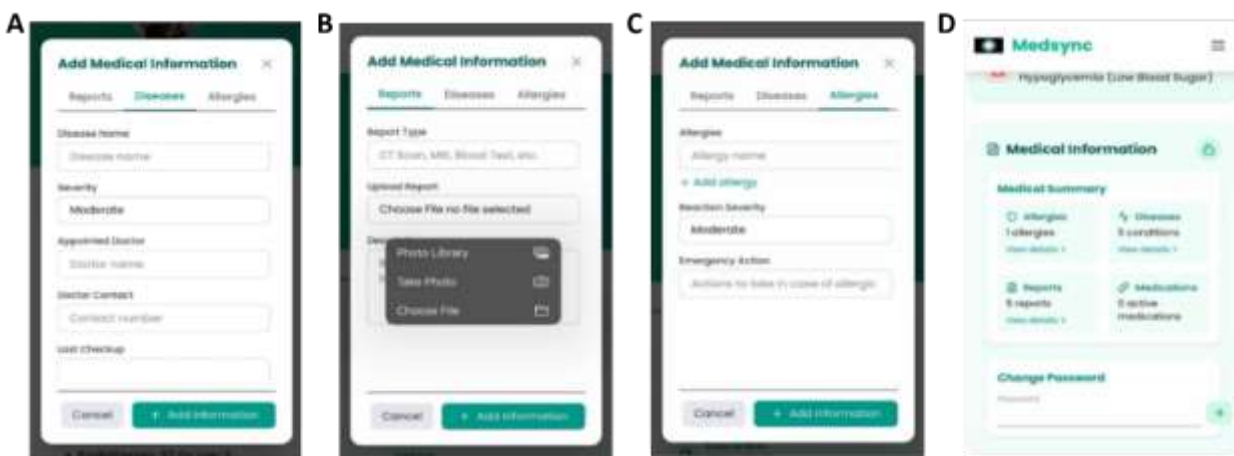 A
Add Medical Information ×
Reports Diseases Allergies
Disease Name
Disease name
Severity
Moderate
Appointed Doctor
Doctor name
Doctor Contact
Contact number
Last Checkup
Cancel + Add Information
B
Add Medical Information ×
Reports Diseases Allergies
Report Type
CT Scan, MRI, Blood Test, etc.
Upload Report
Choose File no file selected
Photo Library
Take Photo
Choose File
Cancel + Add Information
C
Add Medical Information ×
Reports Diseases Allergies
Allergies
Allergy name
+ Add allergy
Reaction Severity
Moderate
Emergency Action
Actions to take in case of allergic
Cancel + Add Information
D
Medsync
Hypoglycemia (Low Blood Sugar)
Medical Information
Medical Summary
Allergies
1 allergies
View details >
Diseases
5 conditions
View details >
Reports
5 reports
View details >
Medications
0 active
medications
Change Password
Password
+